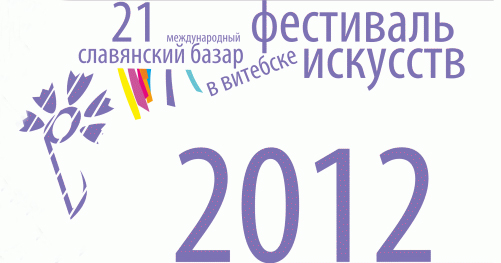 21 международный фестиваль
славянский базар
в витебске искусств
2012